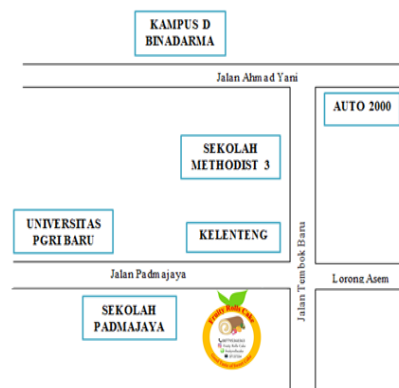 KAMPUS D
BINADARMA
Jalan Ahmad Yani
AUTO 2000
SEKOLAH
METHODIST 3
UNIVERSITAS
PGRI BARU
KELENTENG
Jalan Tembok Baru
Jalan Padmajaya
Lorong Asem
SEKOLAH
PADMAJAYA
Fruity Rolls Cake